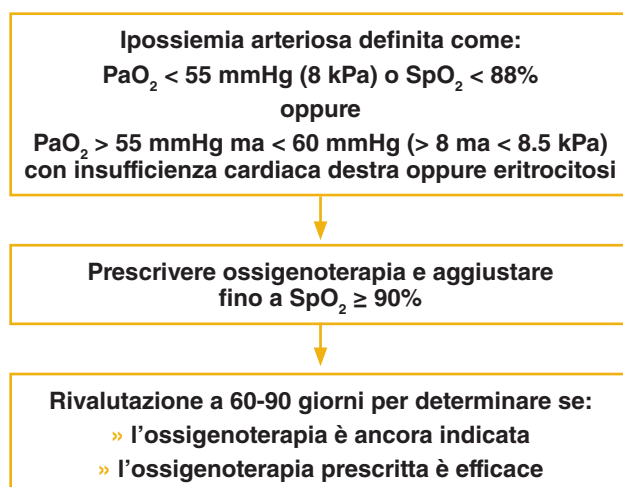 Ipossiemia arteriosa definita come:
PaO₂ < 55 mmHg (8 kPa) o SpO₂ < 88%
oppure
PaO₂ > 55 mmHg ma < 60 mmHg (> 8 ma < 8.5 kPa)
con insufficienza cardiaca destra oppure eritrocitosi
Prescrivere ossigenoterapia e aggiustare
fino a SpO₂ ≥ 90%
Rivalutazione a 60-90 giorni per determinare se:
» l'ossigenoterapia è ancora indicata
» l'ossigenoterapia prescritta è efficace